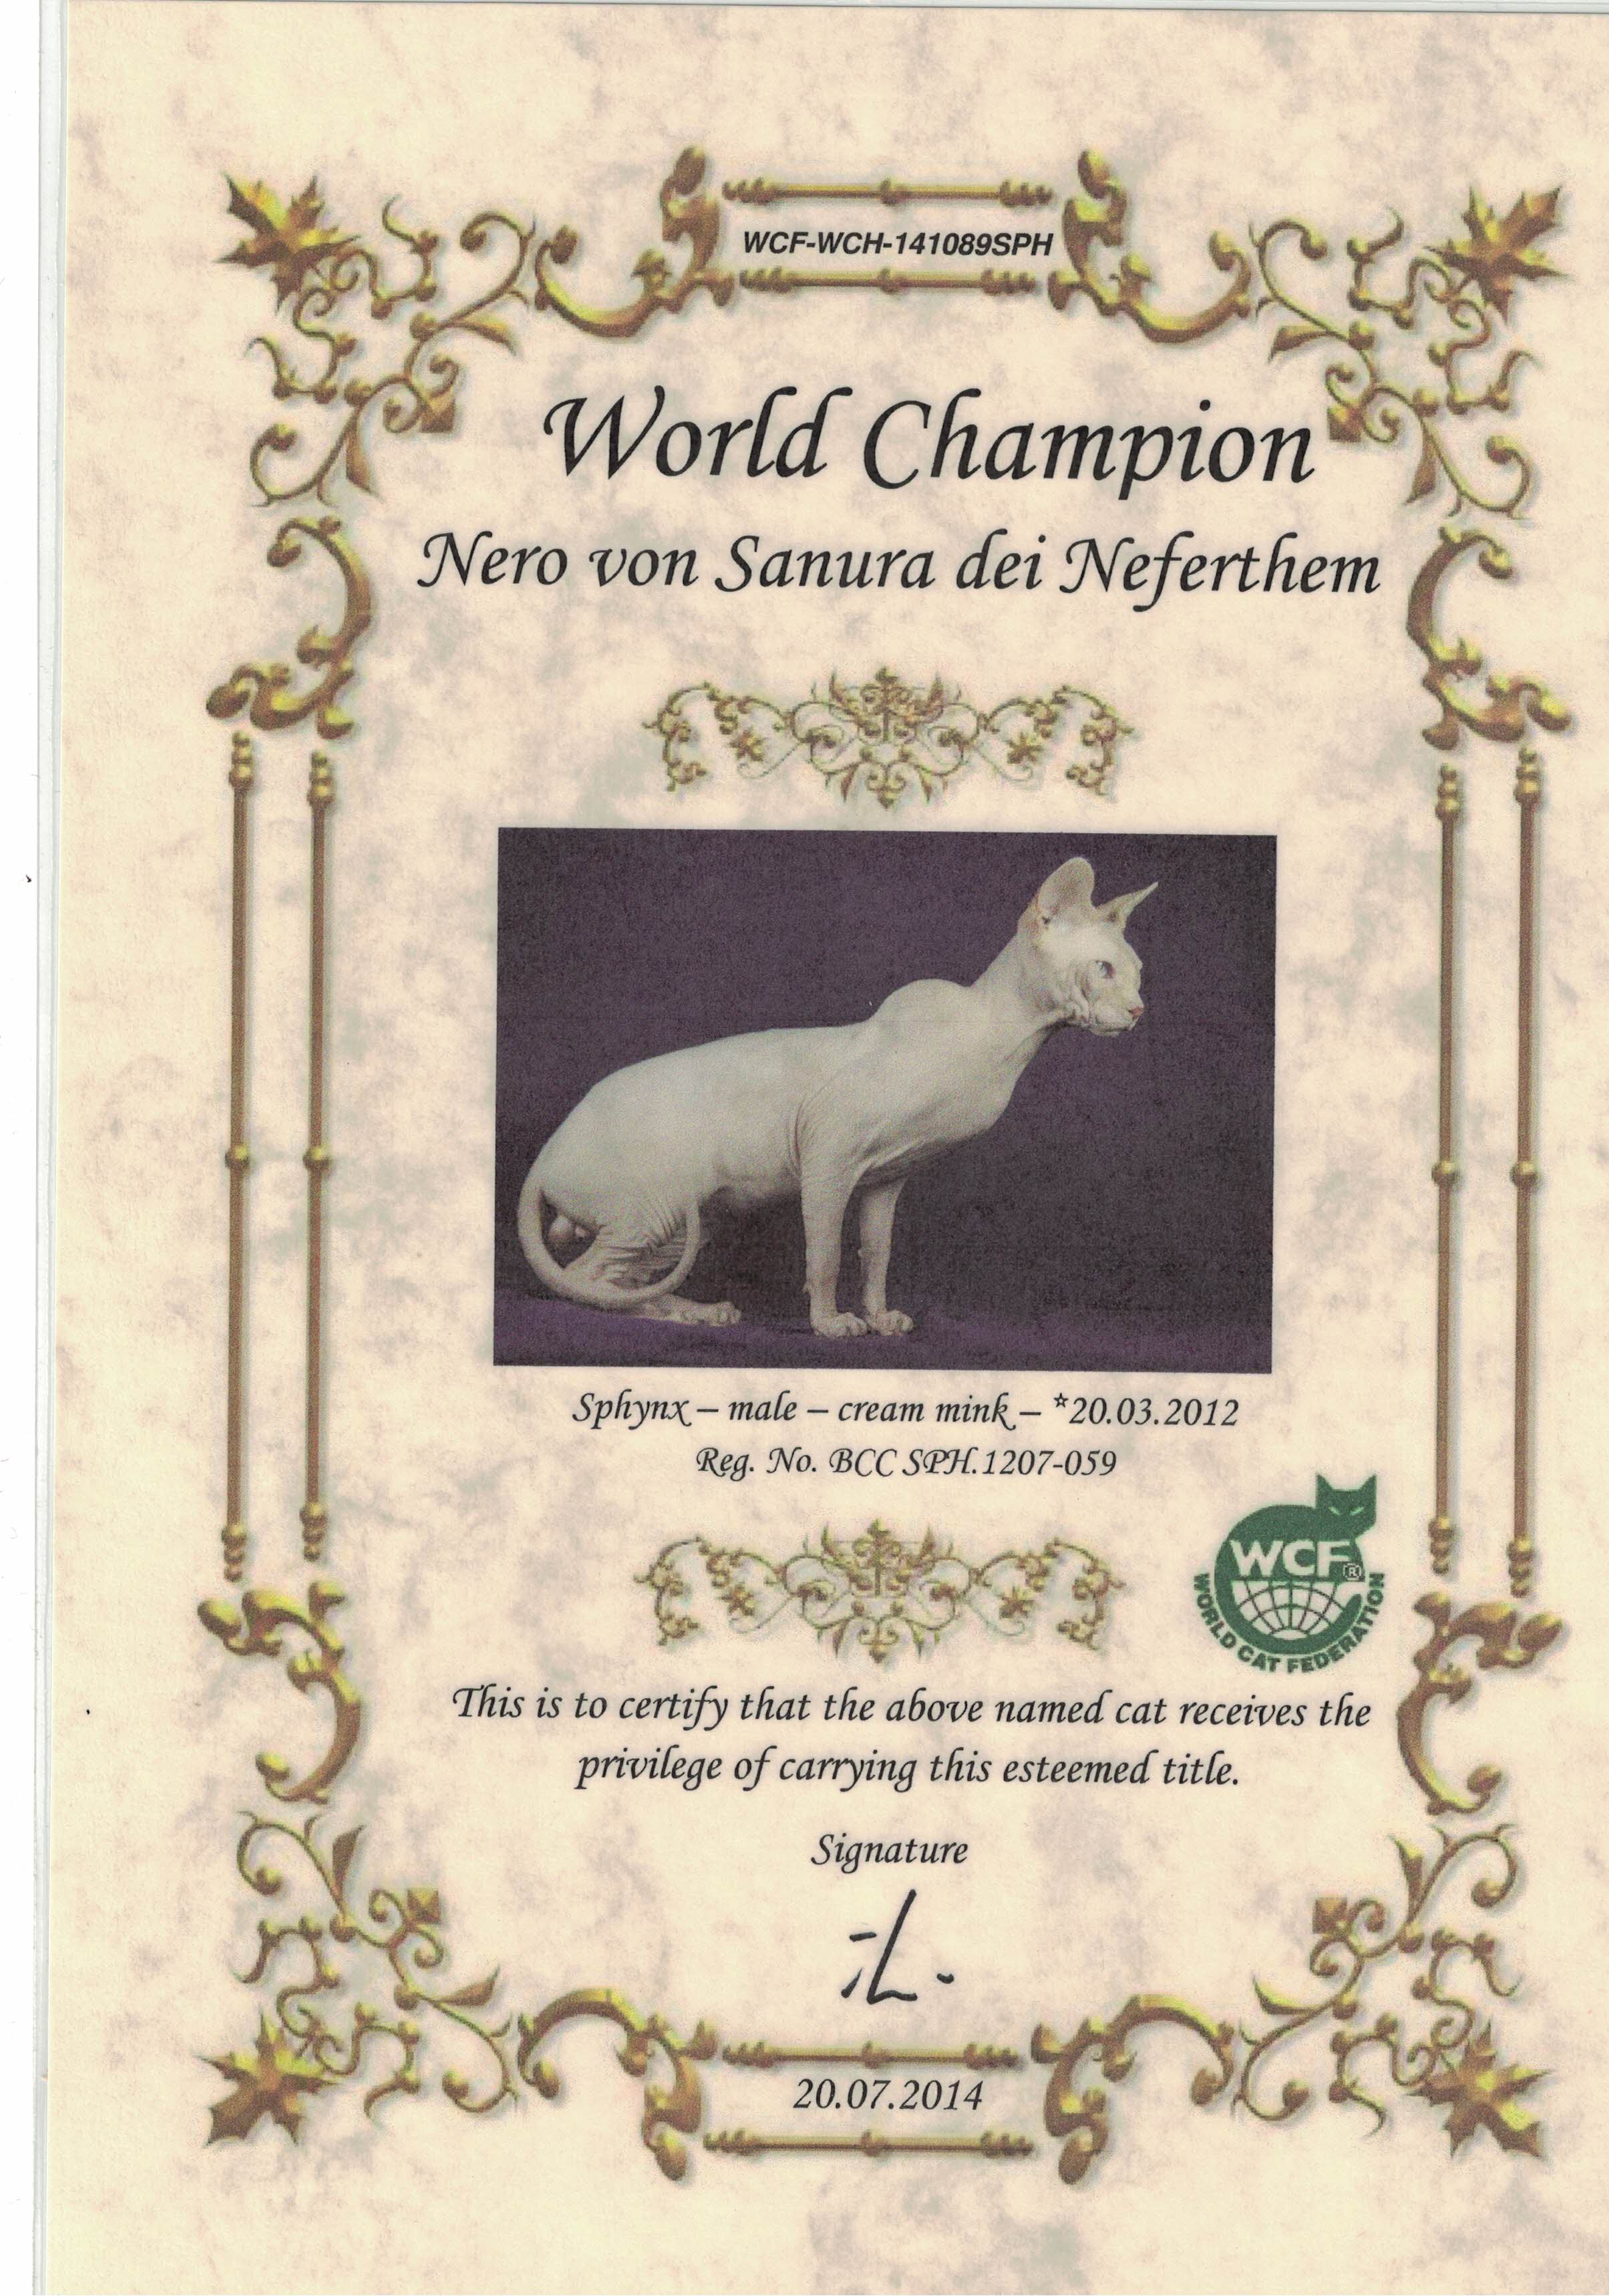 WCF-WCH-141089SPH
World Champion
Nero von Sanura dei Neferthem
Sphynx – male – cream mink – *20.03.2012
Reg. No. BCC SPH.1207-059
WCF®
WORLD CAT FEDERATION
This is to certify that the above named cat receives the
privilege of carrying this esteemed title.
Signature
20.07.2014